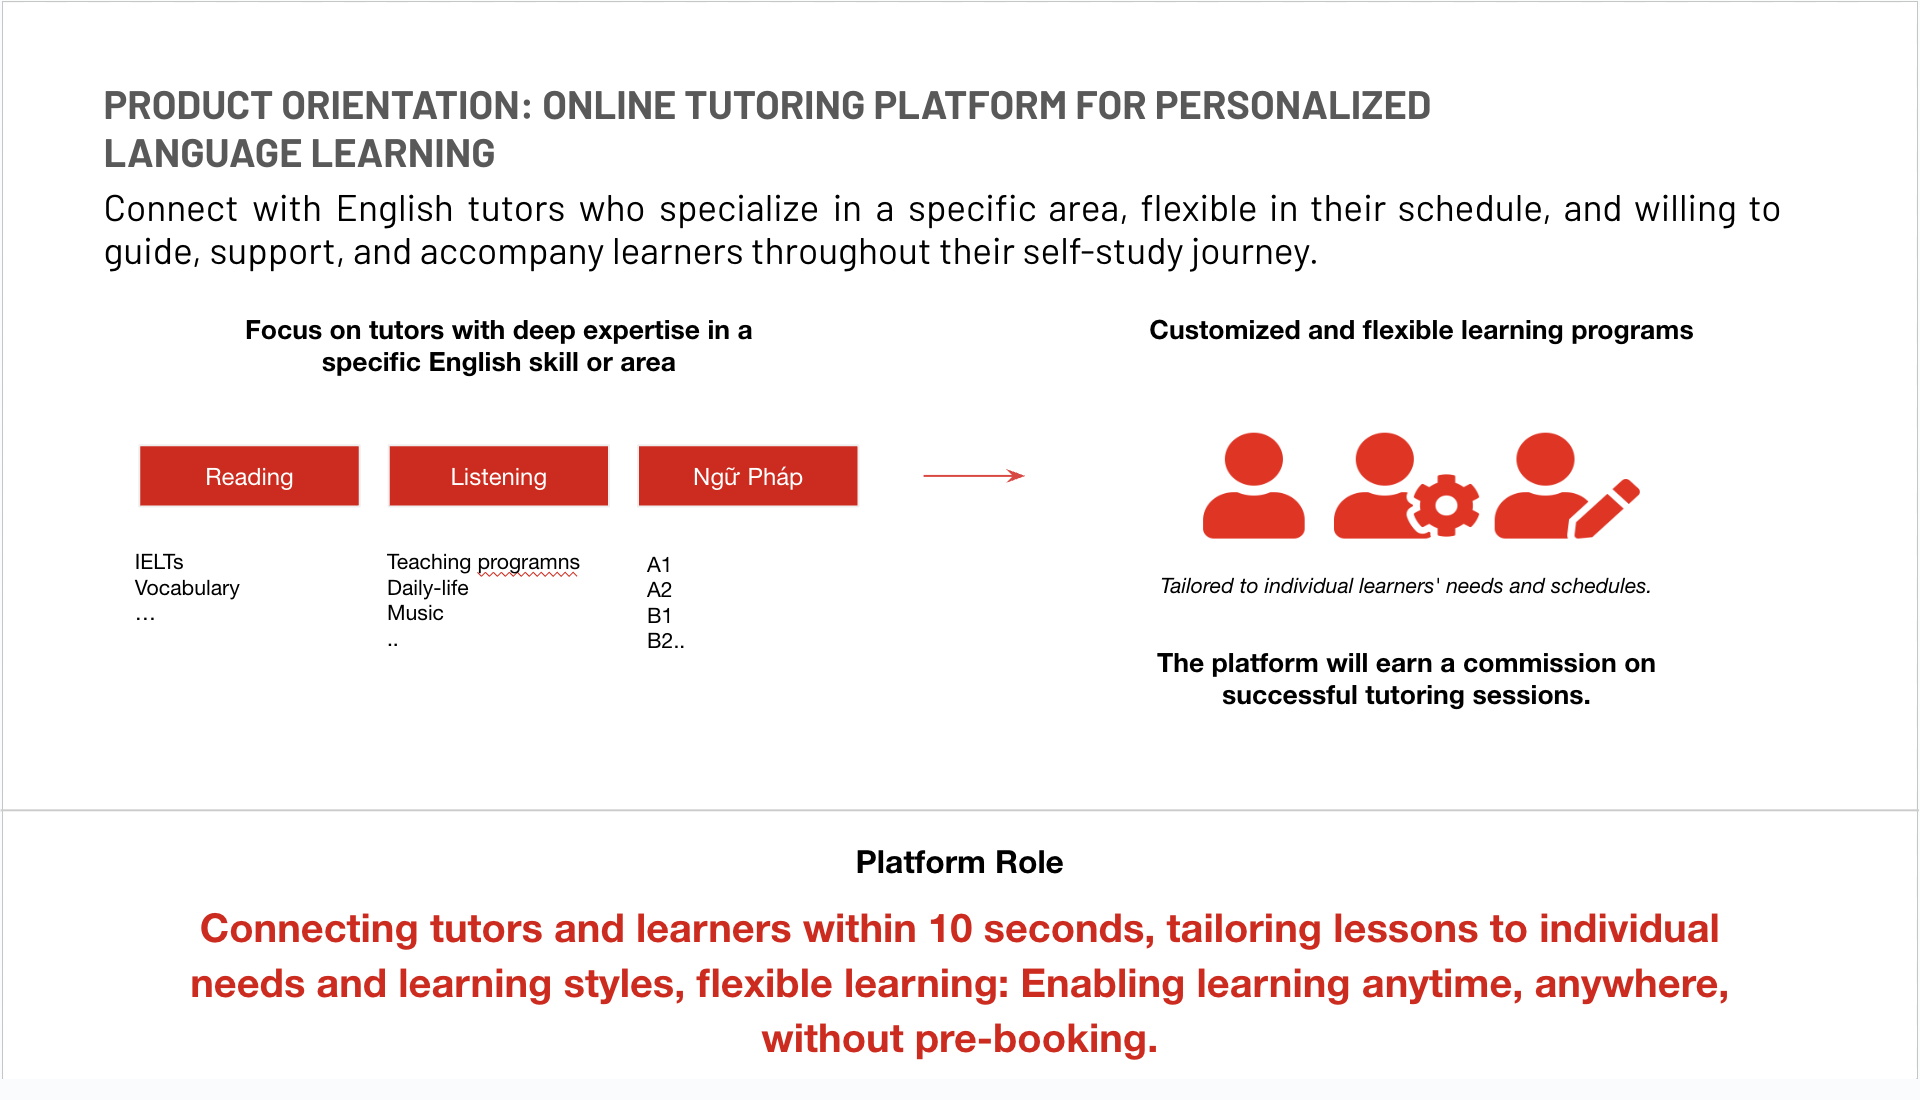 PRODUCT ORIENTATION: ONLINE TUTORING PLATFORM FOR PERSONALIZED
LANGUAGE LEARNING
Connect with English tutors who specialize in a specific area, flexible in their schedule, and willing to
guide, support, and accompany learners throughout their self-study journey.
Focus on tutors with deep expertise in a
specific English skill or area
Reading
IELTs
Vocabulary
...
Listening
Teaching programns
Daily-life
Music
..
Ngữ Pháp
A1
A2
B1
B2..
Customized and flexible learning programs
Tailored to individual learners' needs and schedules.
The platform will earn a commission on
successful tutoring sessions.
Platform Role
Connecting tutors and learners within 10 seconds, tailoring lessons to individual
needs and learning styles, flexible learning: Enabling learning anytime, anywhere,
without pre-booking.